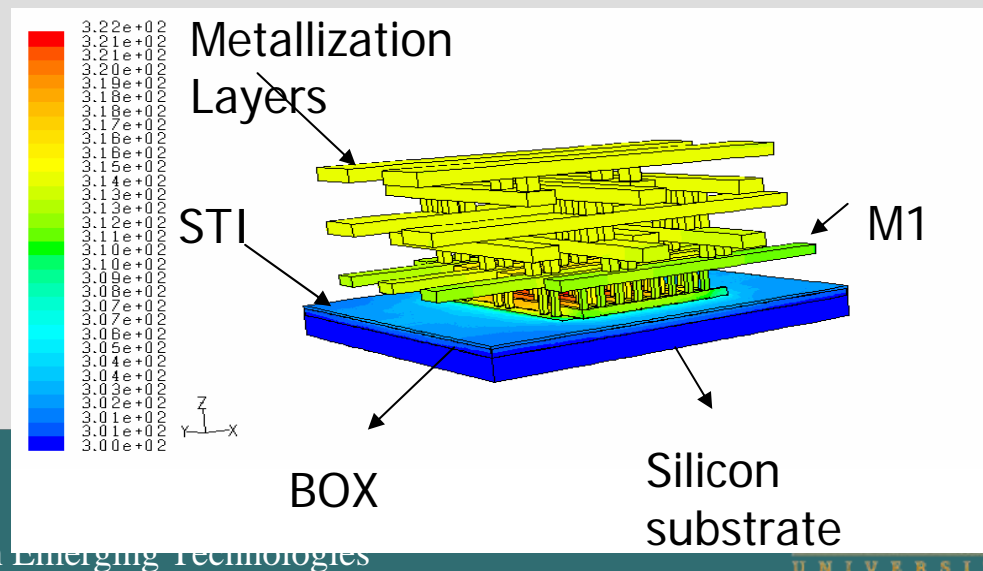 3.22e+02
3.21e+02
3.21e+02
3.20e+02
3.19e+02
3.18e+02
3.18e+02
3.17e+02
3.16e+02
3.16e+02
3.15e+02
3.14e+02
3.13e+02
3.12e+02
3.11e+02
3.10e+02
3.10e+02
3.09e+02
3.08e+02
3.07e+02
3.07e+02
3.06e+02
3.05e+02
3.04e+02
3.03e+02
3.02e+02
3.01e+02
3.01e+02
3.00e+02
Metallization
Layers
STI
M1
Z
Y X
BOX
Silicon
substrate
Emerging Technologies
UNIVERSI